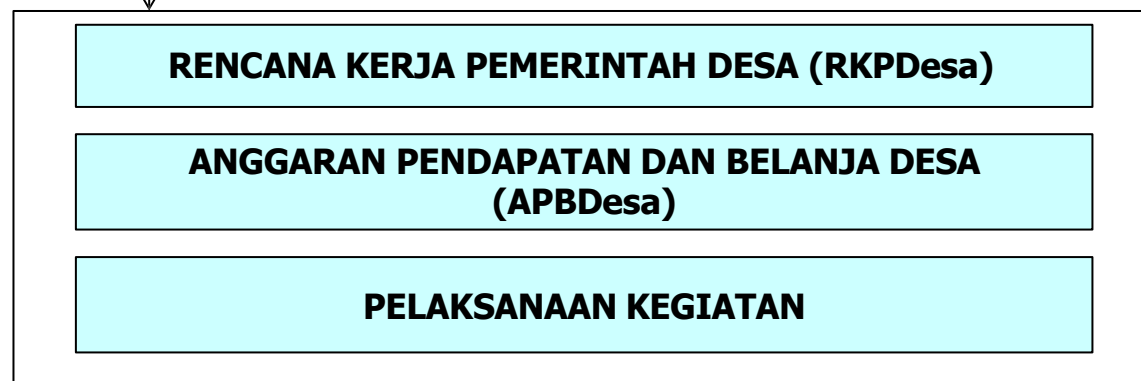 RENCANA KERJA PEMERINTAH DESA (RKPDesa)
ANGGARAN PENDAPATAN DAN BELANJA DESA
(APBDesa)
PELAKSANAAN KEGIATAN